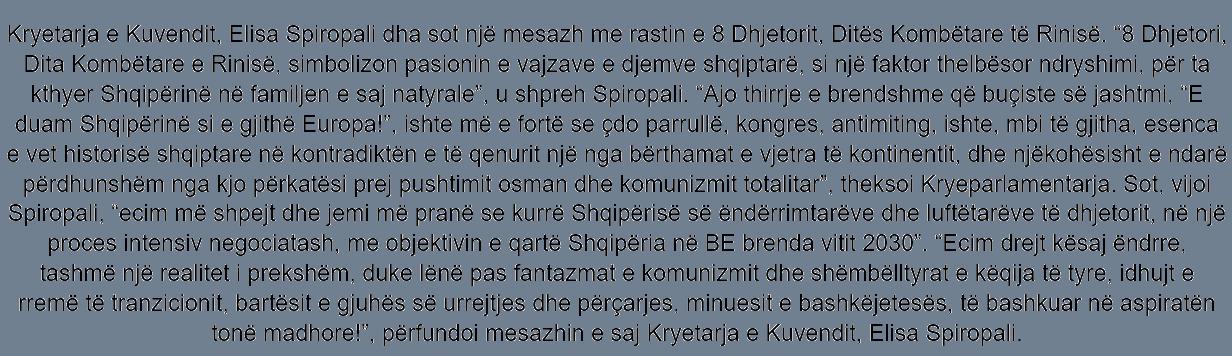 Kryetarja e Kuvendit, Elisa Spiropali dha sot një mesazh me rastin e 8 Dhjetorit, Ditës Kombëtare të Rinisë. “8 Dhjetori,
Dita Kombëtare e Rinisë, simbolizon pasionin e vajzave e djemve shqiptarë, si një faktor thelbësor ndryshimi, për ta
kthyer Shqipërinë në familjen e saj natyrale”, u shpreh Spiropali. “Ajo thirrje e brendshme që buçiste së jashtmi, “E
duam Shqipërinë si e gjithë Europa!”, ishte më e fortë se çdo parrullë, kongres, antimiting, ishte, mbi të gjitha, esenca
e vet historisë shqiptare në kontradiktën e të qenurit një nga bërthamat e vjetra të kontinentit, dhe njëkohësisht e ndarë
përdhunshëm nga kjo përkatësi prej pushtimit osman dhe komunizmit totalitar”, theksoi Kryeparlamentarja. Sot, vijoi
Spiropali, “ecim më shpejt dhe jemi më pranë se kurrë Shqipërisë së ëndërrimtarëve dhe luftëtarëve të dhjetorit, në një
proces intensiv negociatash, me objektivin e qartë Shqipëria në BE brenda vitit 2030”. “Ecim drejt kësaj ëndrre,
tashmë një realitet i prekshëm, duke lënë pas fantazmat e komunizmit dhe shëmbëlltyrat e këqija të tyre, idhujt e
rremë të tranzicionit, bartësit e gjuhës së urrejtjes dhe përçarjes, minuesit e bashkëjetesës, të bashkuar në aspiratën
tonë madhore!”, përfundoi mesazhin e saj Kryetarja e Kuvendit, Elisa Spiropali.